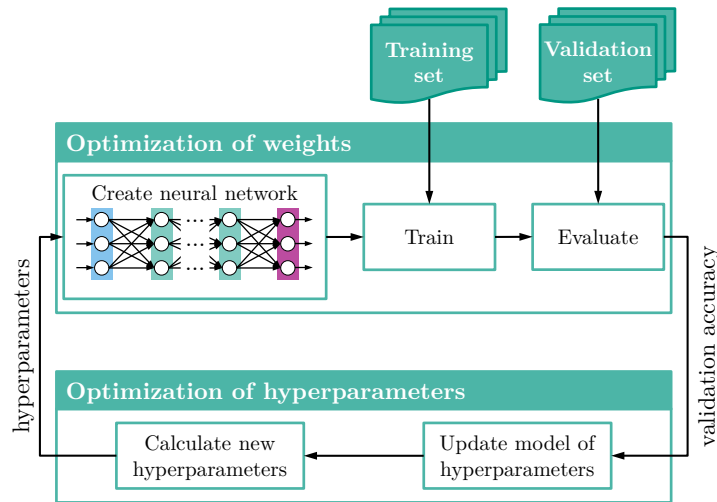 Training
set
Validation
set
Optimization of weights
Create neural network
...
...
Train
Evaluate
hyperparameters
validation accuracy
Optimization of hyperparameters
Calculate new
hyperparameters
Update model of
hyperparameters